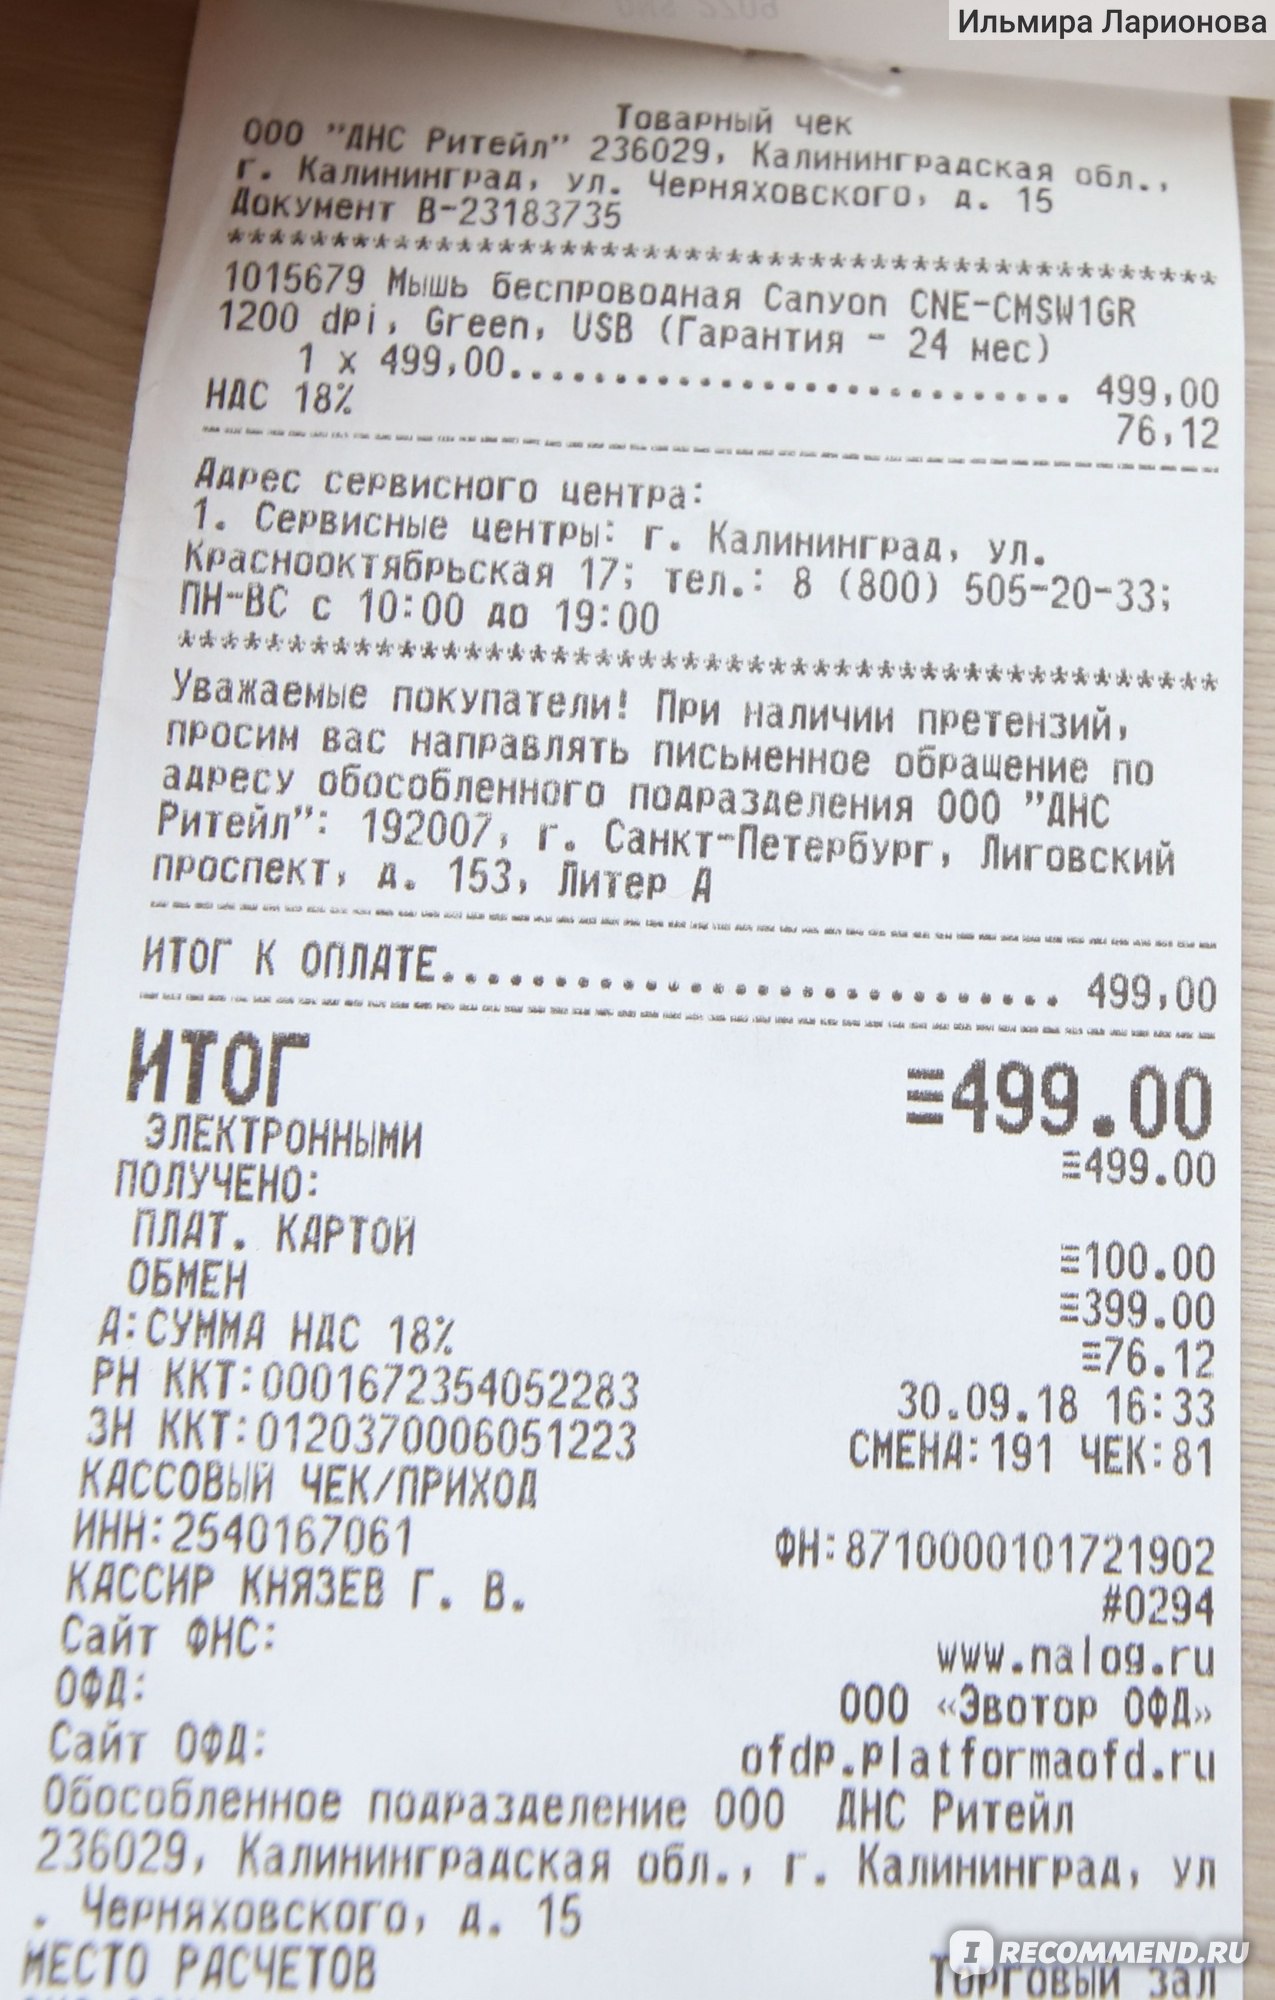 Ильмира Ларионова
Товарный чек
ООО "ДНС Ритейл" 236029, Калининградская обл.,
г. Калининград, ул. Черняховского, д. 15
Документ В-23183735
************************************************
1015679 Мышь беспроводная Canyon CNE-CMSW1GR
1200 dpi, Green, USB (Гарантия - 24 мес)
1 x 499,00............................ 499,00
НДС 18% 76,12
Адрес сервисного центра:
1. Сервисные центры: г. Калининград, ул.
Краснооктябрьская 17; тел.: 8 (800) 505-20-33;
ПН-ВС с 10:00 до 19:00
************************************************
Уважаемые покупатели! При наличии претензий,
просим вас направлять письменное обращение по
адресу обособленного подразделения ООО "ДНС
Ритейл": 192007, г. Санкт-Петербург, Лиговский
проспект, д. 153, Литер А
ИТОГ К ОПЛАТЕ............................ 499,00
ИТОГ ≡499.00
ЭЛЕКТРОННЫМИ ≡499.00
ПОЛУЧЕНО:
ПЛАТ. КАРТОЙ ≡100.00
ОБМЕН ≡399.00
А:СУММА НДС 18% ≡76.12
РН ККТ:0001672354052283 30.09.18 16:33
ЗН ККТ:0120370006051223 СМЕНА:191 ЧЕК:81
КАССОВЫЙ ЧЕК/ПРИХОД
ИНН:2540167061 ФН:8710000101721902
КАССИР КНЯЗЕВ Г. В. #0294
Сайт ФНС: www.nalog.ru
ОФД: ООО «Эвотор ОФД»
Сайт ОФД: ofdp.platformaofd.ru
Обособленное подразделение ООО ДНС Ритейл
236029, Калининградская обл., г. Калининград, ул
. Черняховского, д. 15
МЕСТО РАСЧЕТОВ Торговый зал
IRECOMMEND.RU